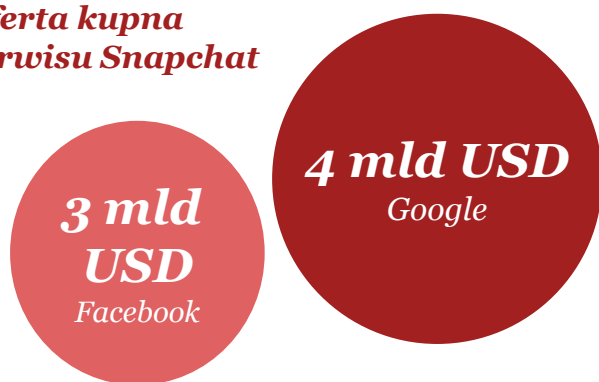 ferta kupna
rwisu Snapchat
4 mld USD
Google
3 mld
USD
Facebook